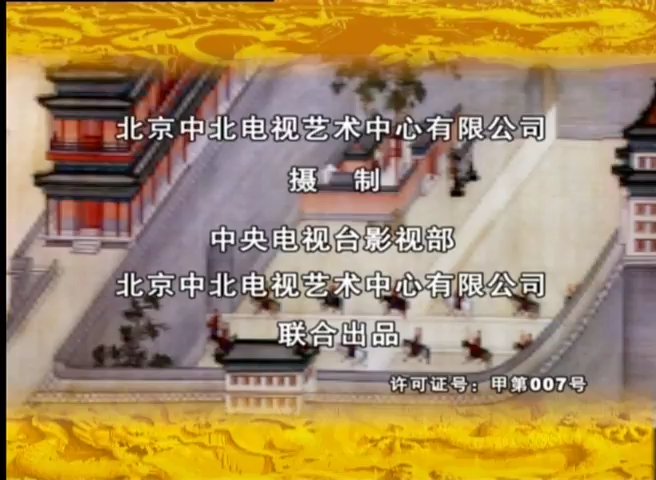 北京中北电视艺术中心有限公司
摄 制
中央电视台影视部
北京中北电视艺术中心有限公司
联合出品
许可证号：甲第007号